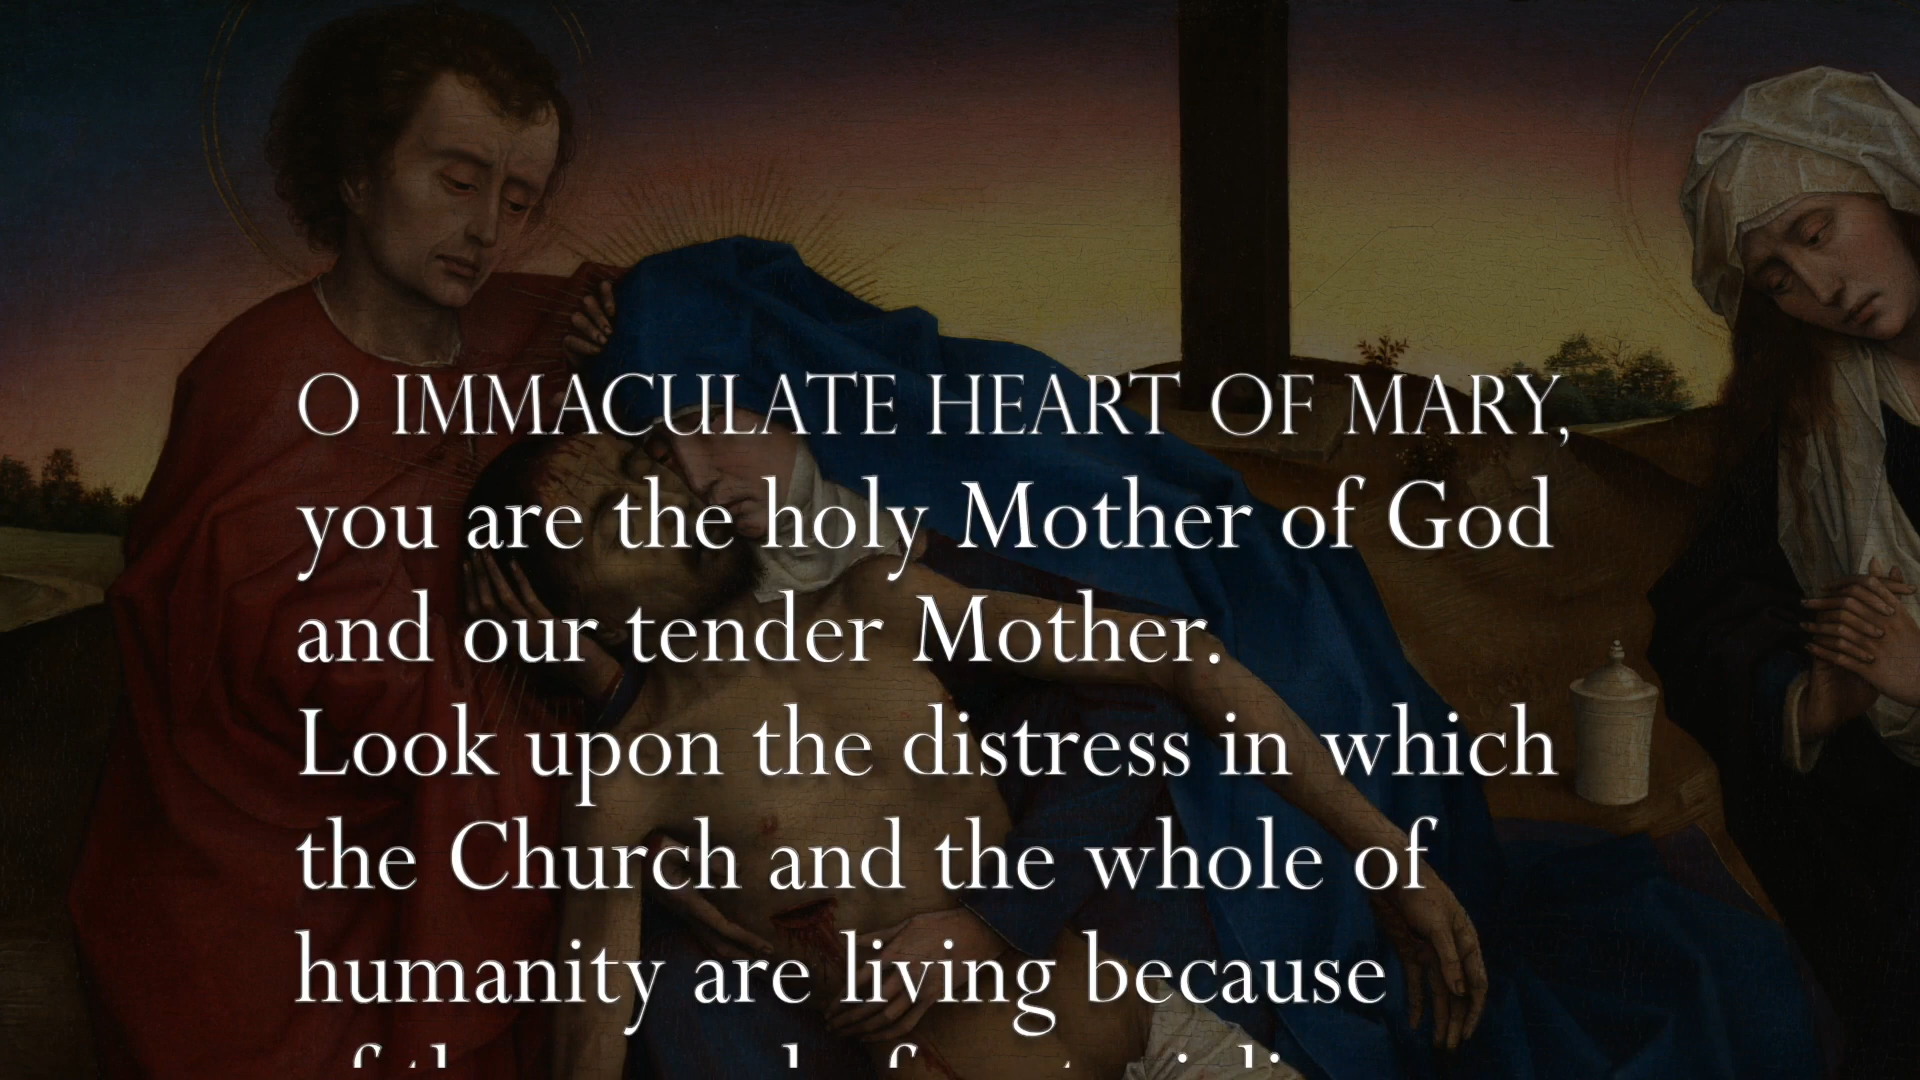 O IMMACULATE HEART OF MARY,
you are the holy Mother of God
and our tender Mother.
Look upon the distress in which
the Church and the whole of
humanity are living because